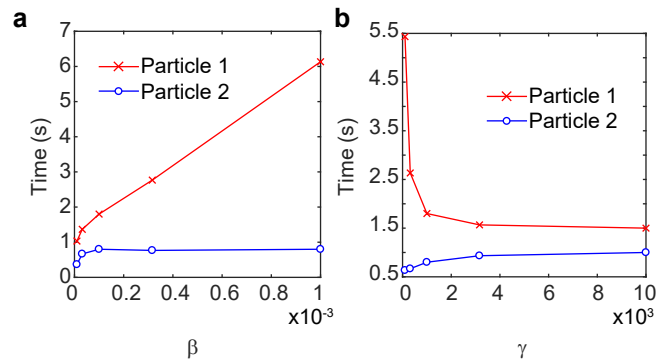 a
7
6
5
4
3
2
1
0
Time (s)
Particle 1
Particle 2
0 0.2 0.4 0.6 0.8 1
x10-3
β
b
5.5
4.5
3.5
2.5
1.5
0.5
Time (s)
Particle 1
Particle 2
0 2 4 6 8 10
x103
γ